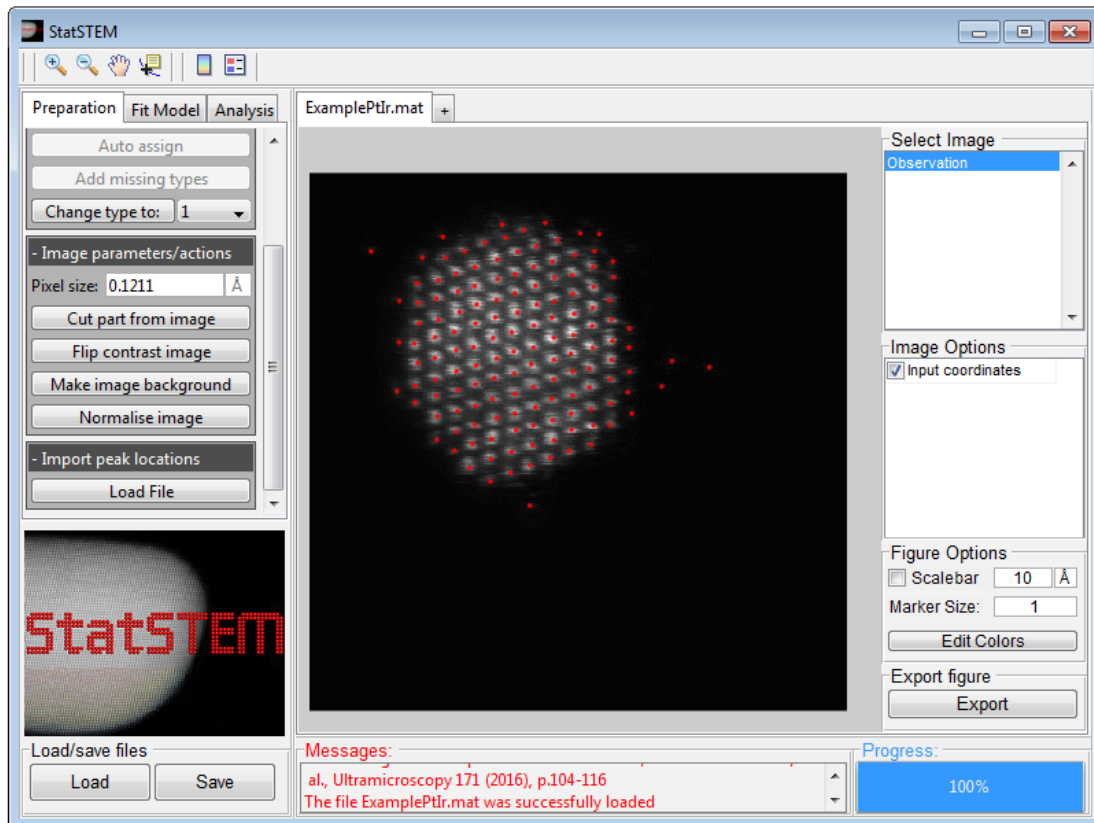 StatSTEM
Preparation Fit Model Analysis
Auto assign
Add missing types
Change type to: 1
- Image parameters/actions
Pixel size: 0.1211 Å
Cut part from image
Flip contrast image
Make image background
Normalise image
- Import peak locations
Load File
StatSTEM
Load/save files
Load Save
ExamplePtIr.mat +
Select Image
Observation
Image Options
Input coordinates
Figure Options
Scalebar 10 Å
Marker Size: 1
Edit Colors
Export figure
Export
Messages:
al., Ultramicroscopy 171 (2016), p.104-116
The file ExamplePtIr.mat was successfully loaded
Progress:
100%